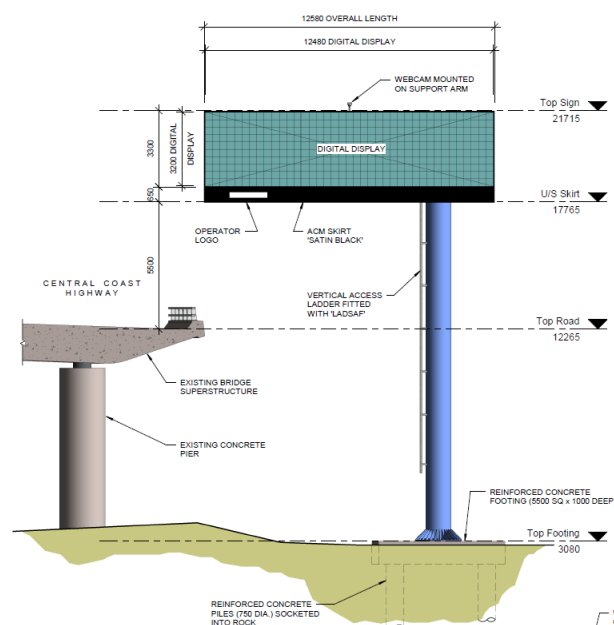 12580 OVERALL LENGTH
12480 DIGITAL DISPLAY
WEBCAM MOUNTED
ON SUPPORT ARM
Top Sign
21715
3300
3200 DIGITAL
DISPLAY
DIGITAL DISPLAY
650
U/S Skirt
17765
OPERATOR
LOGO
ACM SKIRT
'SATIN BLACK'
5500
CENTRAL COAST
HIGHWAY
VERTICAL ACCESS
LADDER FITTED
WITH 'LADSAF'
Top Road
12265
EXISTING BRIDGE
SUPERSTRUCTURE
EXISTING CONCRETE
PIER
REINFORCED CONCRETE
FOOTING (5500 SQ x 1000 DEEP
Top Footing
3080
REINFORCED CONCRETE
PILES (750 DIA.) SOCKETED
INTO ROCK